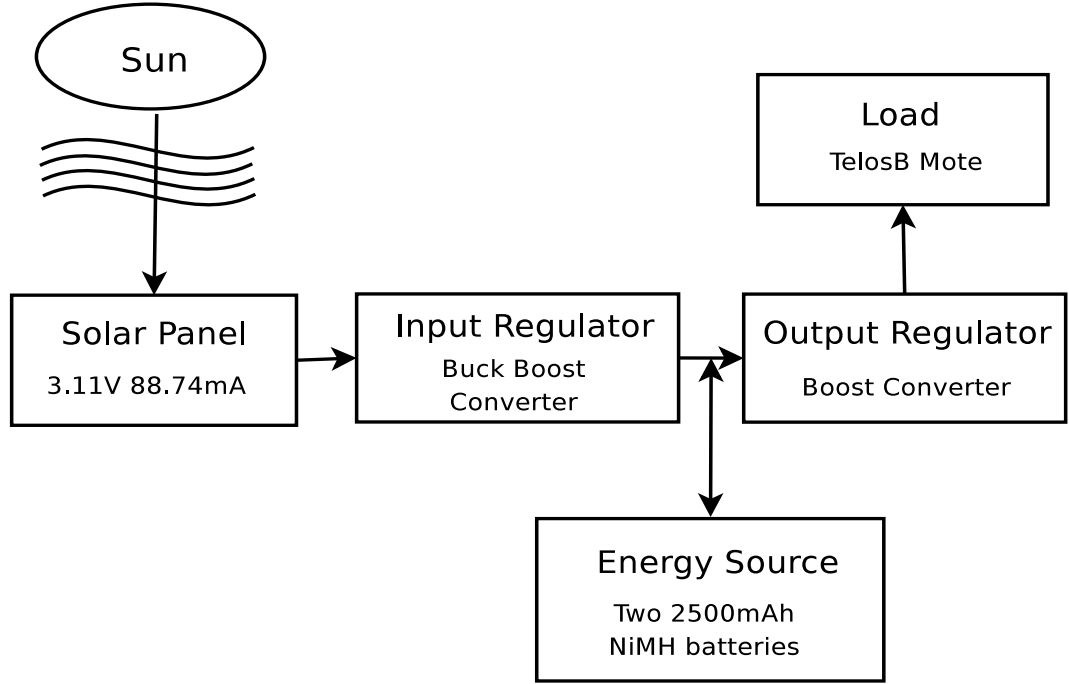 Sun
Load
TelosB Mote
Solar Panel
3.11V 88.74mA
Input Regulator
Buck Boost
Converter
Output Regulator
Boost Converter
Energy Source
Two 2500mAh
NiMH batteries